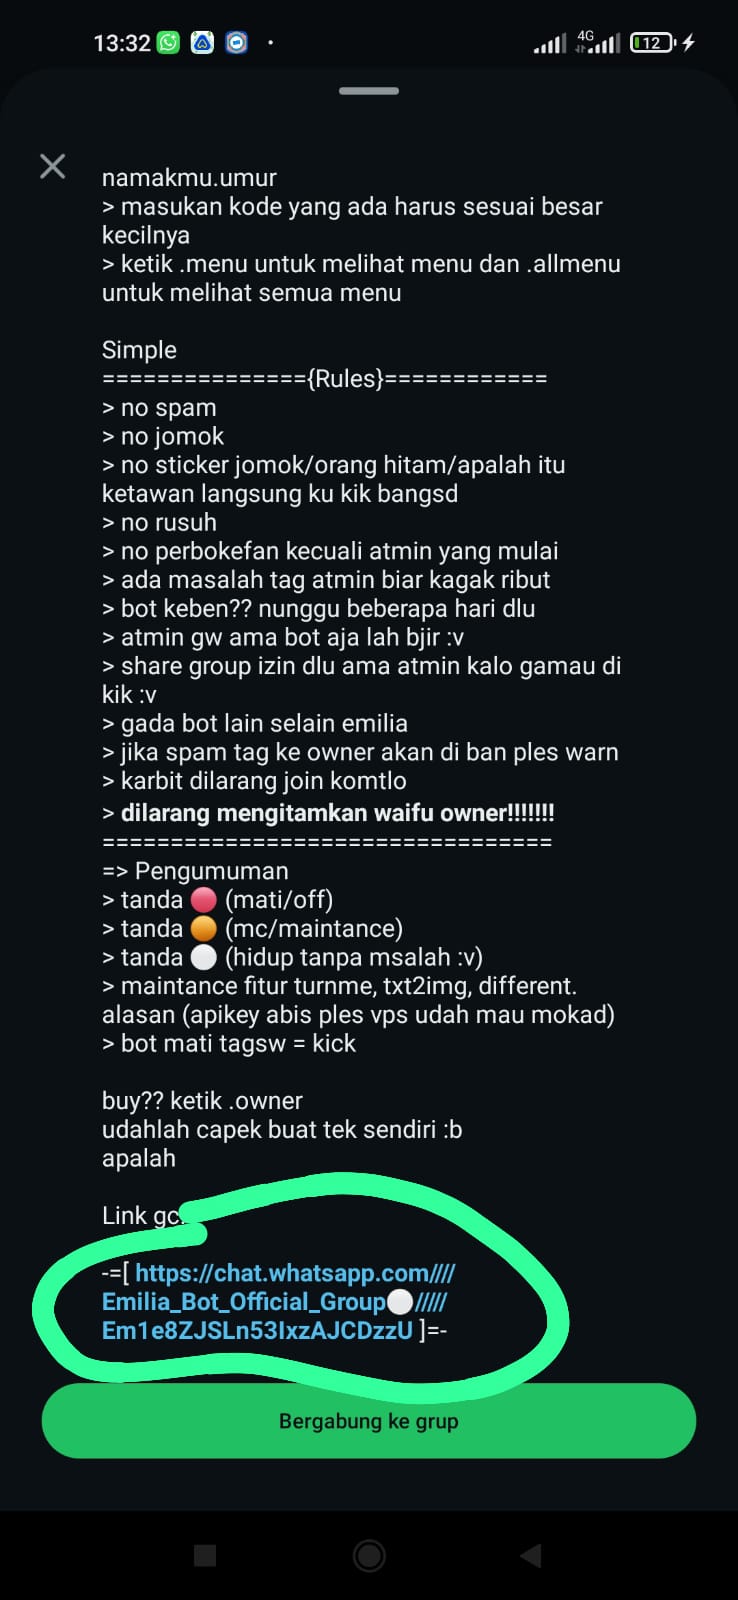 13:32
4G
12
namakmu.umur
> masukan kode yang ada harus sesuai besar
kecilnya
> ketik .menu untuk melihat menu dan .allmenu
untuk melihat semua menu
Simple
==============={Rules}============
> no spam
> no jomok
> no sticker jomok/orang hitam/apalah itu
ketawan langsung ku kik bangsd
> no rusuh
> no perbokefan kecuali atmin yang mulai
> ada masalah tag atmin biar kagak ribut
> bot keben?? nunggu beberapa hari dlu
> atmin gw ama bot aja lah bjir :v
> share group izin dlu ama atmin kalo gamau di
kik :v
> gada bot lain selain emilia
> jika spam tag ke owner akan di ban ples warn
> karbit dilarang join komtlo
> dilarang mengitamkan waifu owner!!!!!!!
=================================
=> Pengumuman
> tanda 🔴 (mati/off)
> tanda 🟠 (mc/maintance)
> tanda ⚪ (hidup tanpa msalah :v)
> maintance fitur turnme, txt2img, different.
alasan (apikey abis ples vps udah mau mokad)
> bot mati tagsw = kick
buy?? ketik .owner
udahlah capek buat tek sendiri :b
apalah
Link gc
-=[ https://chat.whatsapp.com////
Emilia_Bot_Official_Group⚪/////
Em1e8ZJSLn53IxzAJCDzzU ]=-
Bergabung ke grup